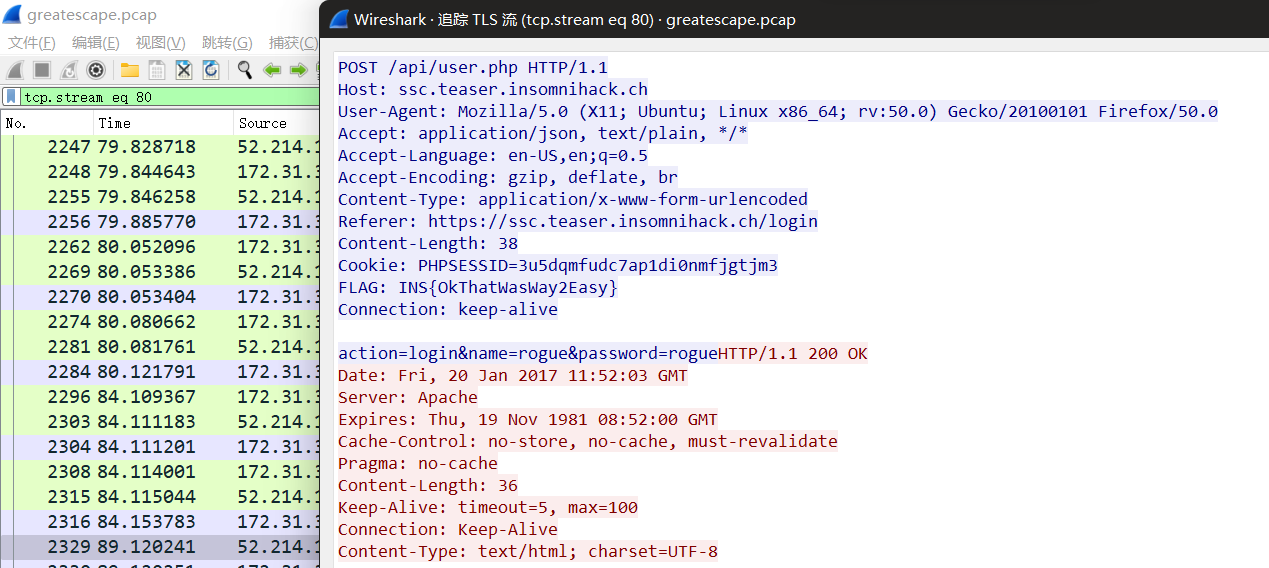 greatescape.pcap
文件(F) 编辑(E) 视图(V) 跳转(G) 捕获(C)
tcp.stream eq 80
No. Time Source
2247 79.828718 52.214.1
2248 79.844643 172.31.3
2255 79.846258 52.214.1
2256 79.885770 172.31.3
2262 80.052096 172.31.3
2269 80.053386 52.214.1
2270 80.053404 172.31.3
2274 80.080662 172.31.3
2281 80.081761 52.214.1
2284 80.121791 172.31.3
2296 84.109367 172.31.3
2303 84.111183 52.214.1
2304 84.111201 172.31.3
2308 84.114001 172.31.3
2315 84.115044 52.214.1
2316 84.153783 172.31.3
2329 89.120241 52.214.1
Wireshark · 追踪 TLS 流 (tcp.stream eq 80) · greatescape.pcap
POST /api/user.php HTTP/1.1
Host: ssc.teaser.insomnihack.ch
User-Agent: Mozilla/5.0 (X11; Ubuntu; Linux x86_64; rv:50.0) Gecko/20100101 Firefox/50.0
Accept: application/json, text/plain, */*
Accept-Language: en-US,en;q=0.5
Accept-Encoding: gzip, deflate, br
Content-Type: application/x-www-form-urlencoded
Referer: https://ssc.teaser.insomnihack.ch/login
Content-Length: 38
Cookie: PHPSESSID=3u5dqmfudc7ap1di0nmfjgtjm3
FLAG: INS{OkThatWasWay2Easy}
Connection: keep-alive
action=login&name=rogue&password=rogueHTTP/1.1 200 OK
Date: Fri, 20 Jan 2017 11:52:03 GMT
Server: Apache
Expires: Thu, 19 Nov 1981 08:52:00 GMT
Cache-Control: no-store, no-cache, must-revalidate
Pragma: no-cache
Content-Length: 36
Keep-Alive: timeout=5, max=100
Connection: Keep-Alive
Content-Type: text/html; charset=UTF-8